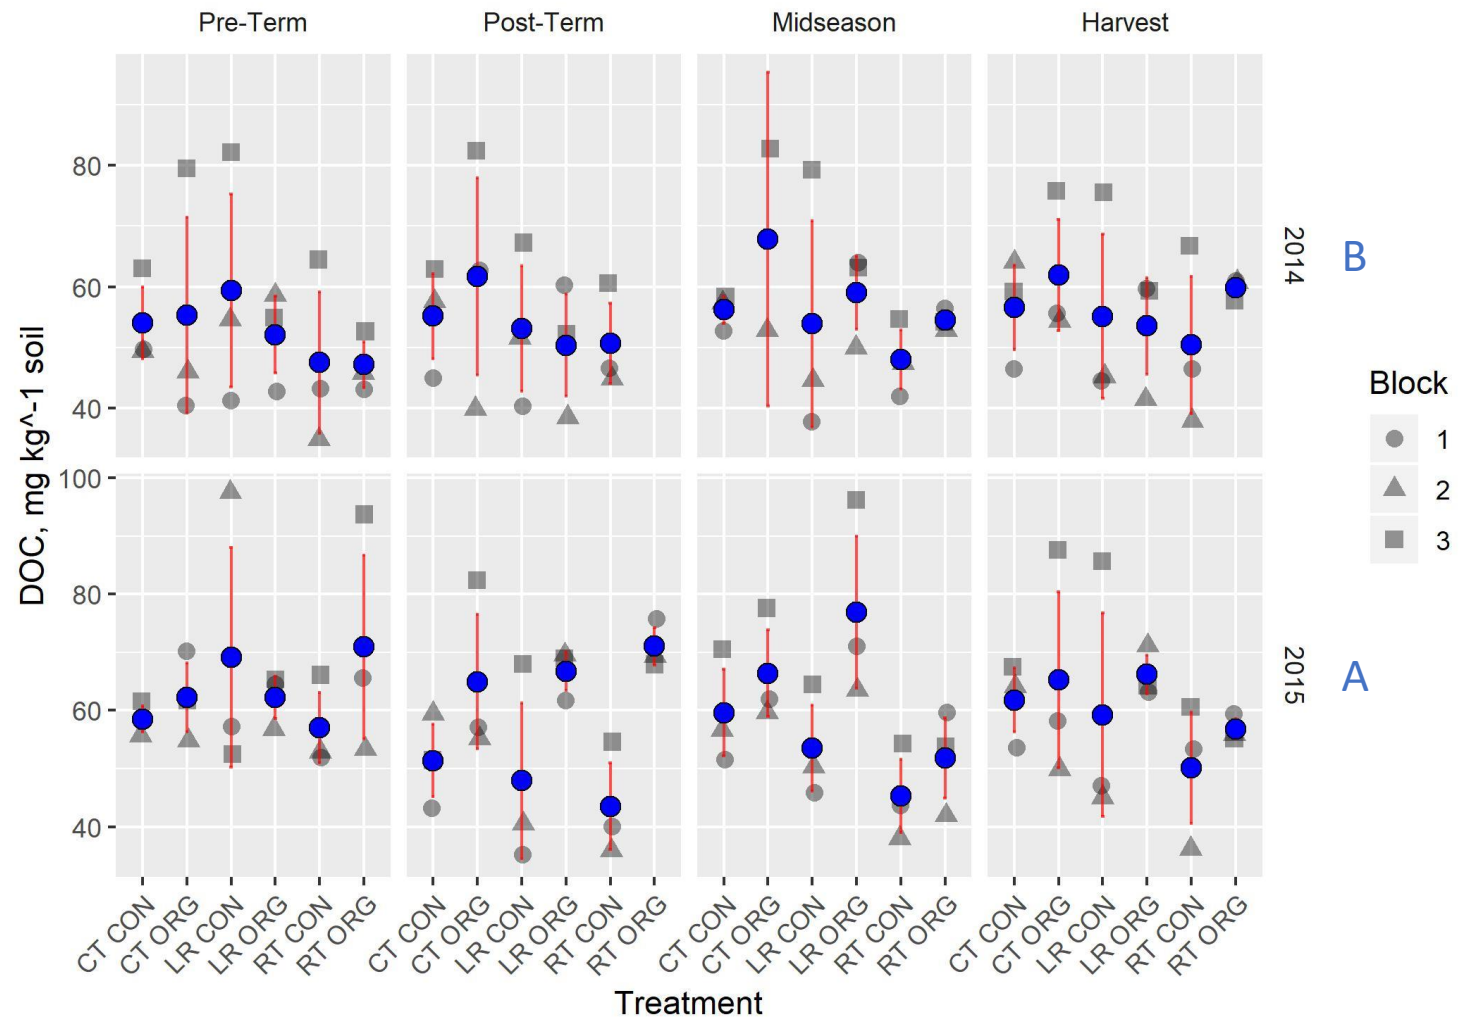 Pre-Term Post-Term Midseason Harvest
DOC, mg kg^-1 soil
80
60
40
2014
B
100
80
60
40
2015
A
Block
1
2
3
CT CON CT ORG LR CON LR ORG RT CON RT ORG CT CON CT ORG LR CON LR ORG RT CON RT ORG CT CON CT ORG LR CON LR ORG RT CON RT ORG CT CON CT ORG LR CON LR ORG RT CON RT ORG
Treatment